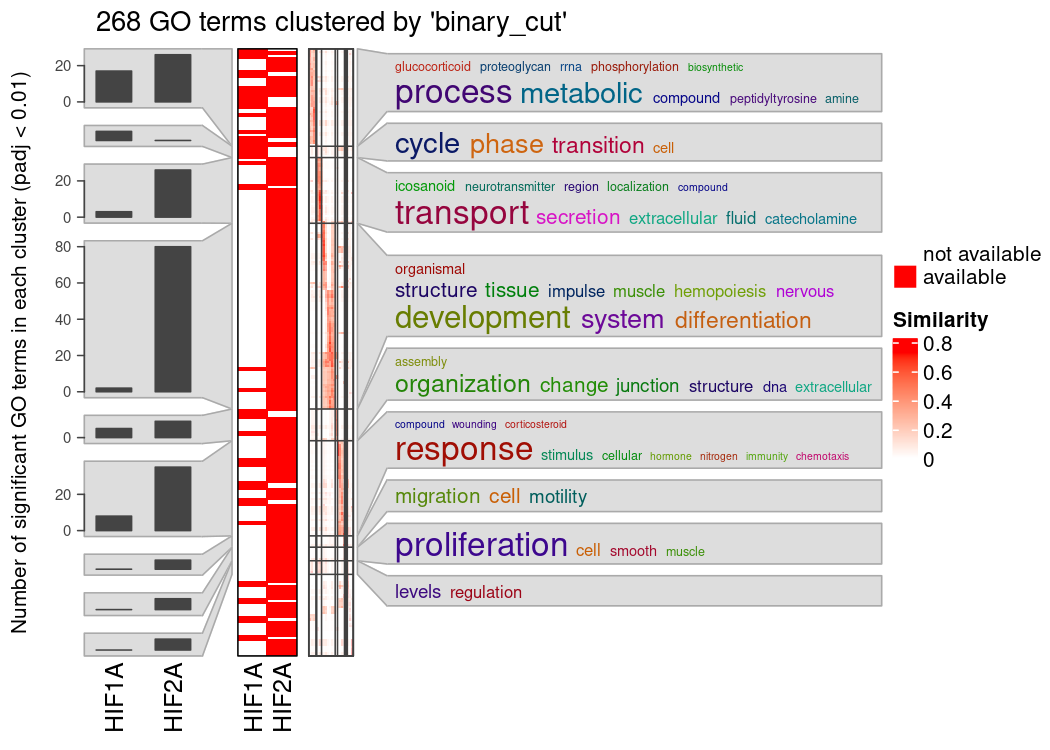 268 GO terms clustered by 'binary_cut'
Number of significant GO terms in each cluster (padj < 0.01)
20
0
20
0
80
60
40
20
0
0
20
0
HIF1A
HIF2A
HIF1A
HIF2A
glucocorticoid proteoglycan rrna phosphorylation biosynthetic
process metabolic compound peptidyltyrosine amine
cycle phase transition cell
icosanoid neurotransmitter region localization compound
transport secretion extracellular fluid catecholamine
organismal
structure tissue impulse muscle hemopoiesis nervous
development system differentiation
assembly
organization change junction structure dna extracellular
compound wounding corticosteroid
response stimulus cellular hormone nitrogen immunity chemotaxis
migration cell motility
proliferation cell smooth muscle
levels regulation
not available
available
Similarity
0.8
0.6
0.4
0.2
0